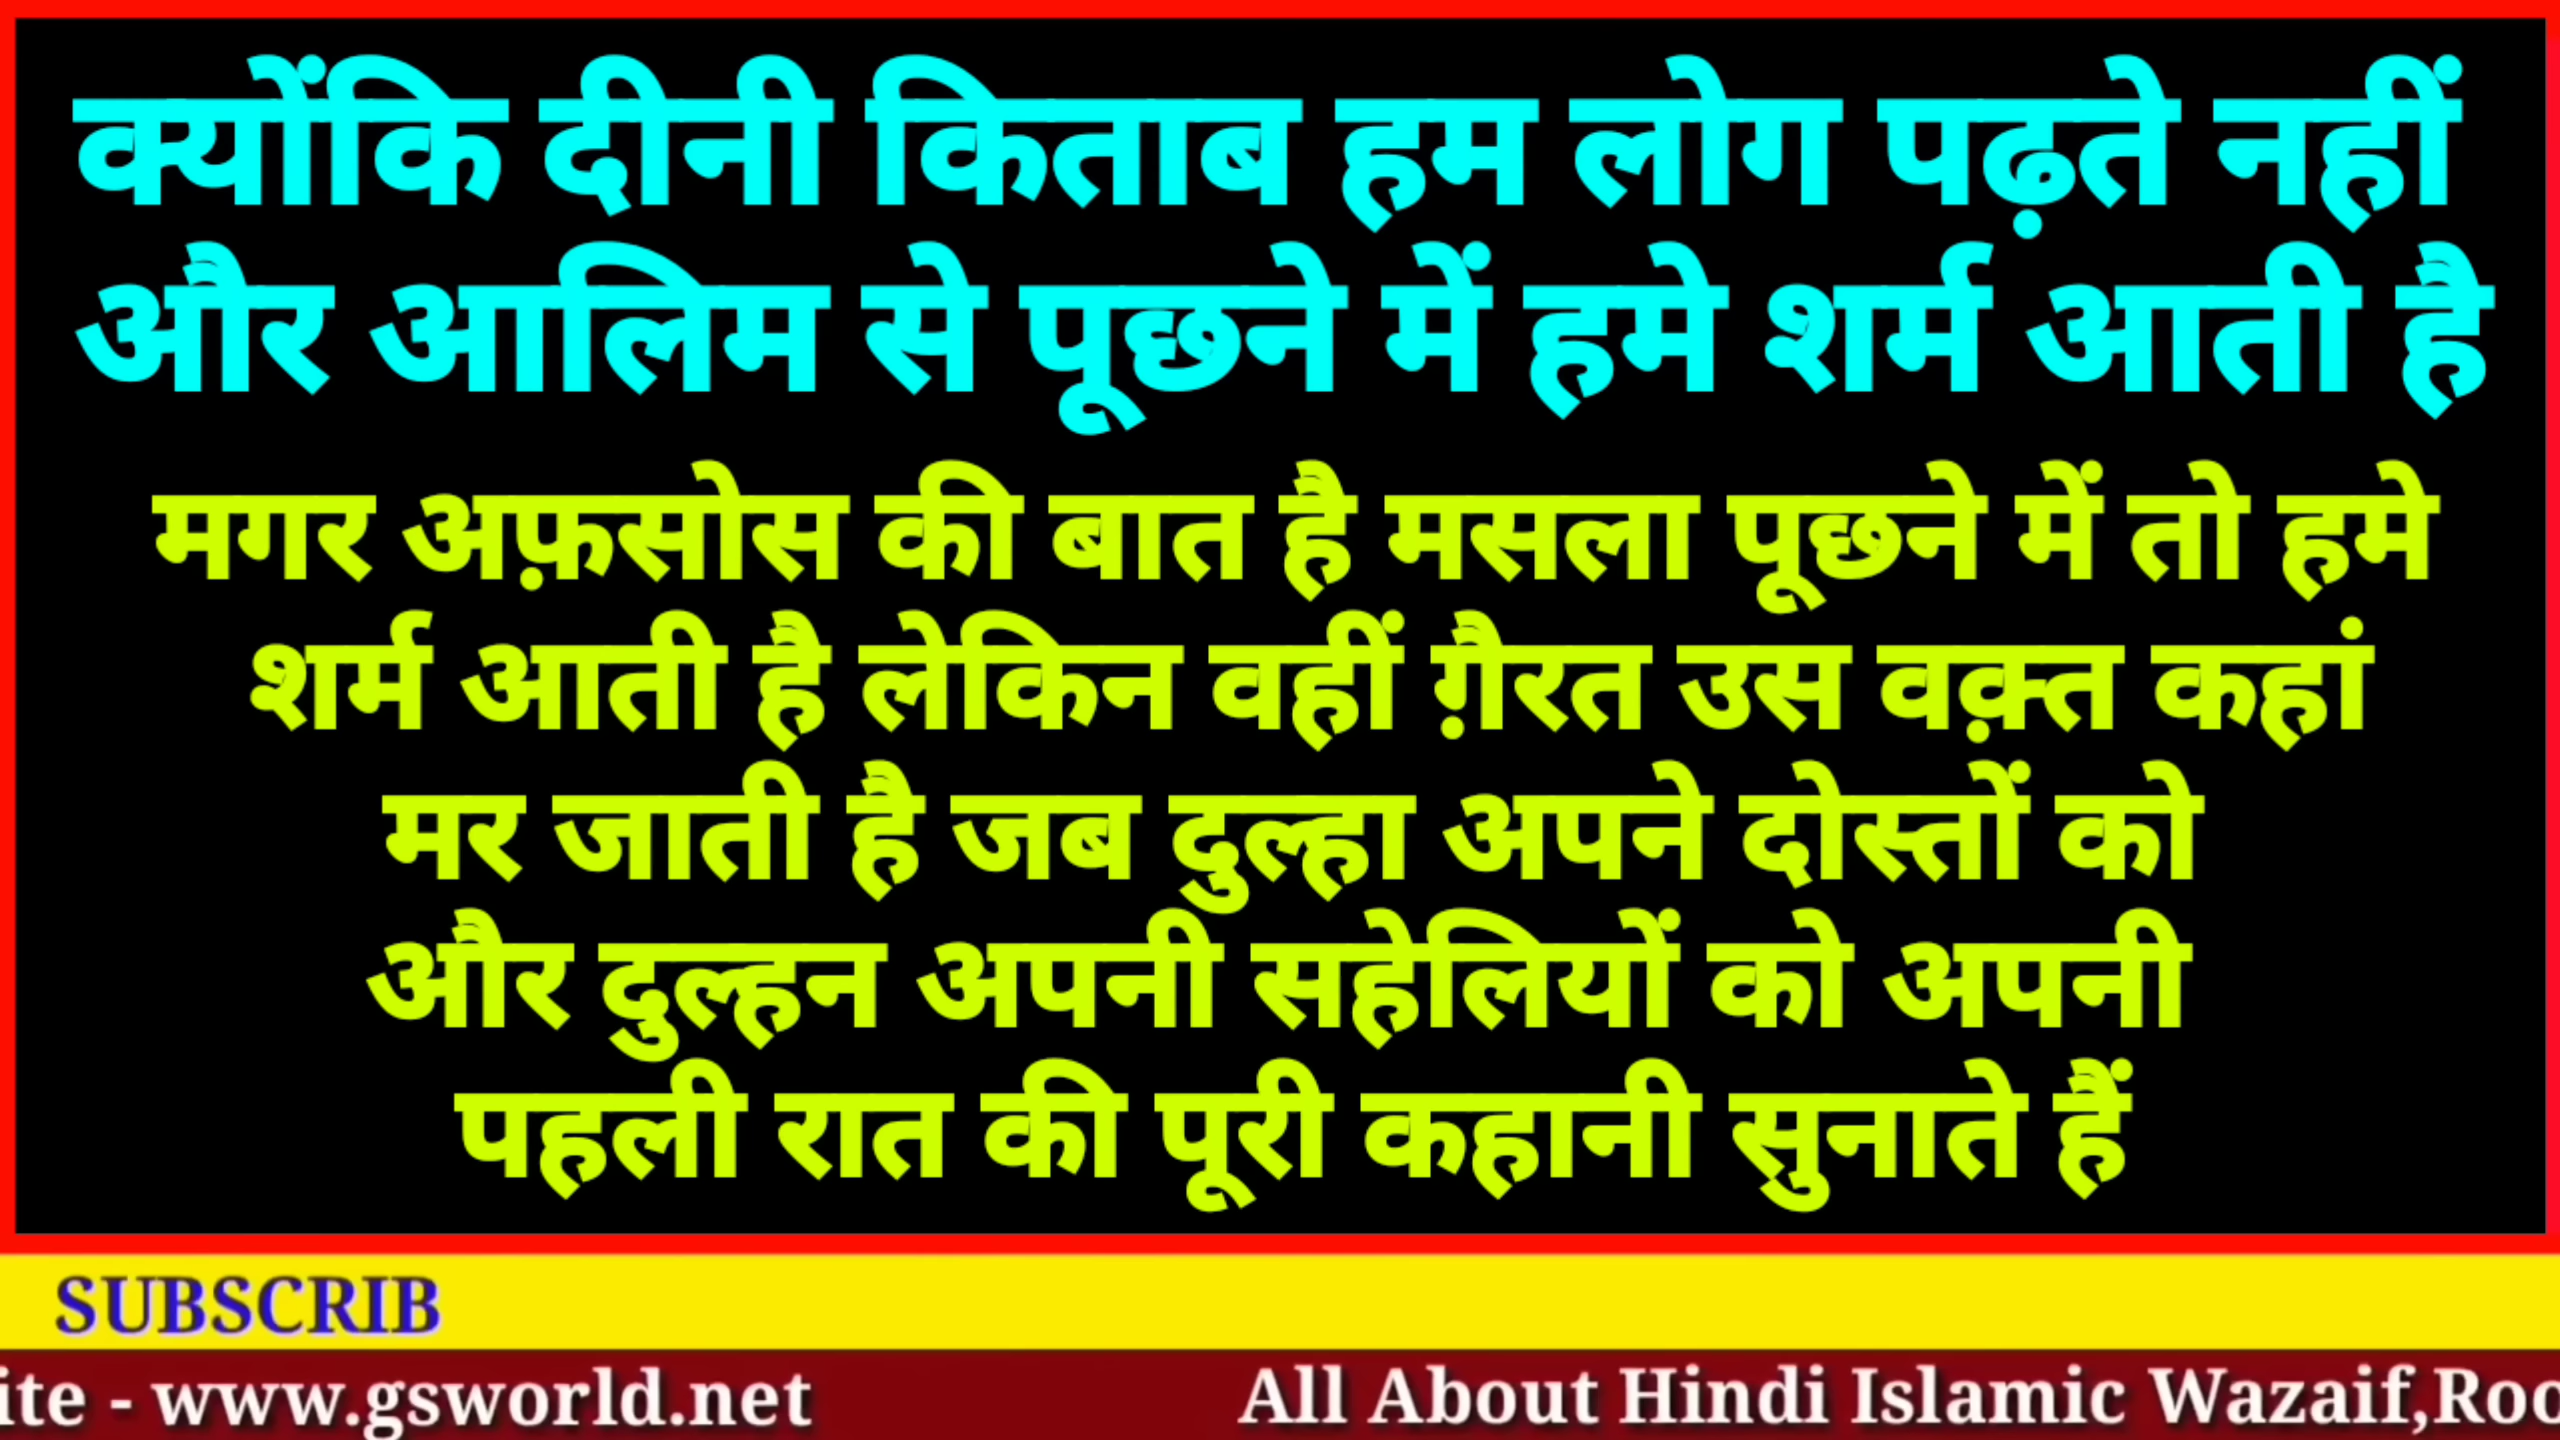 क्योंकि दीनी किताब हम लोग पढ़ते नहीं
और आलिम से पूछने में हमे शर्म आती है
मगर अफ़सोस की बात है मसला पूछने में तो हमे
शर्म आती है लेकिन वहीं ग़ैरत उस वक़्त कहां
मर जाती है जब दुल्हा अपने दोस्तों को
और दुल्हन अपनी सहेलियों को अपनी
पहली रात की पूरी कहानी सुनाते हैं
SUBSCRIB
ite - www.gsworld.net All About Hindi Islamic Wazaif,Roo